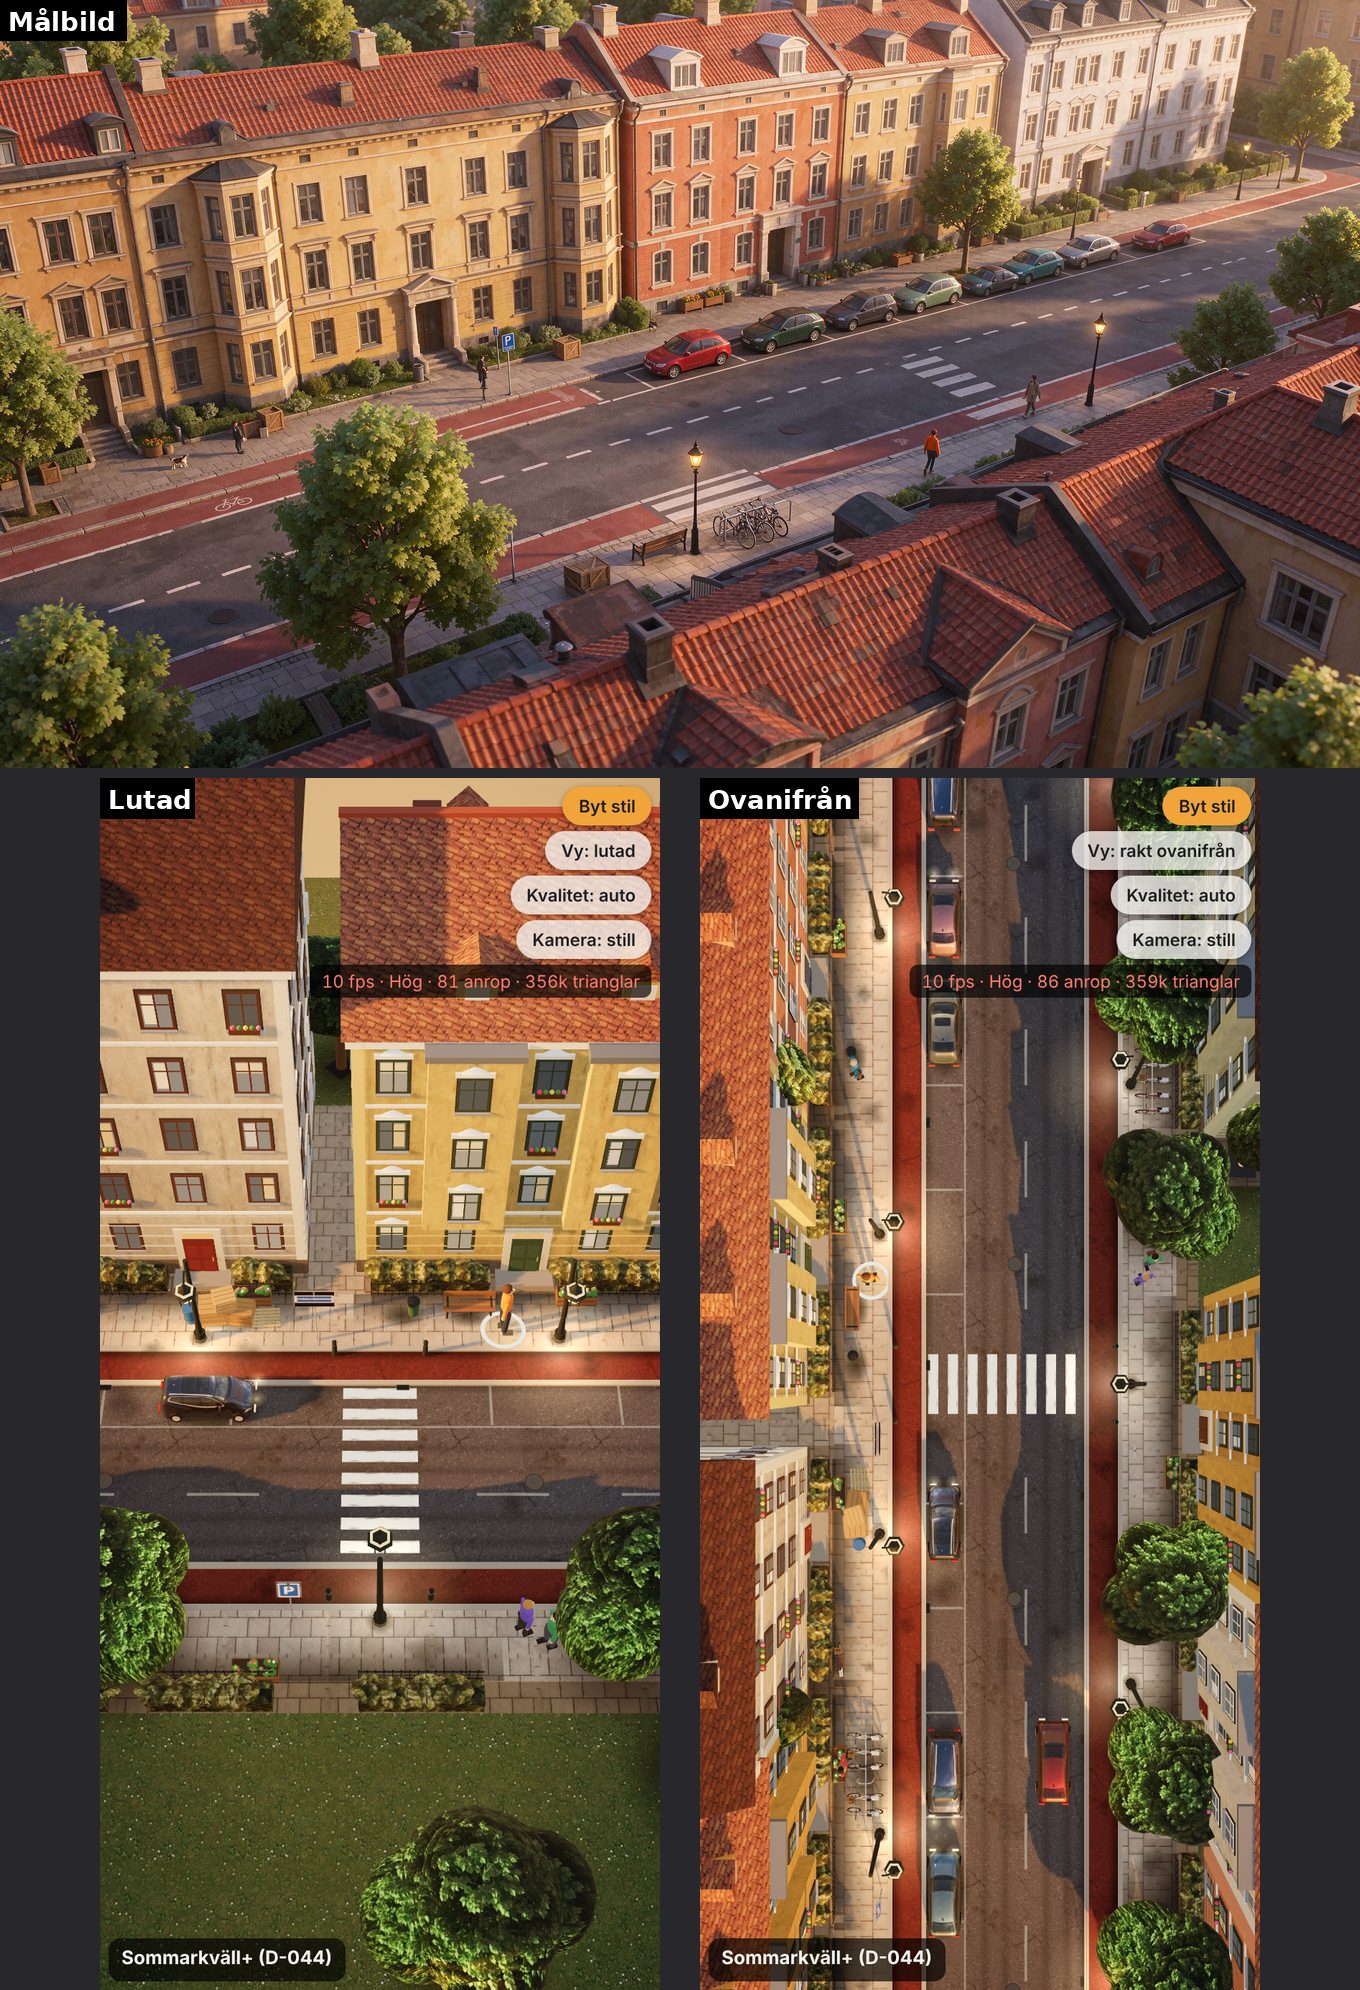 Målbild
P
Lutad
Byt stil
Vy: lutad
Kvalitet: auto
Kamera: still
10 fps · Hög · 81 anrop · 356k trianglar
P
Sommarkväll+ (D-044)
Ovanifrån
Byt stil
Vy: rakt ovanifrån
Kvalitet: auto
Kamera: still
10 fps · Hög · 86 anrop · 359k trianglar
Sommarkväll+ (D-044)